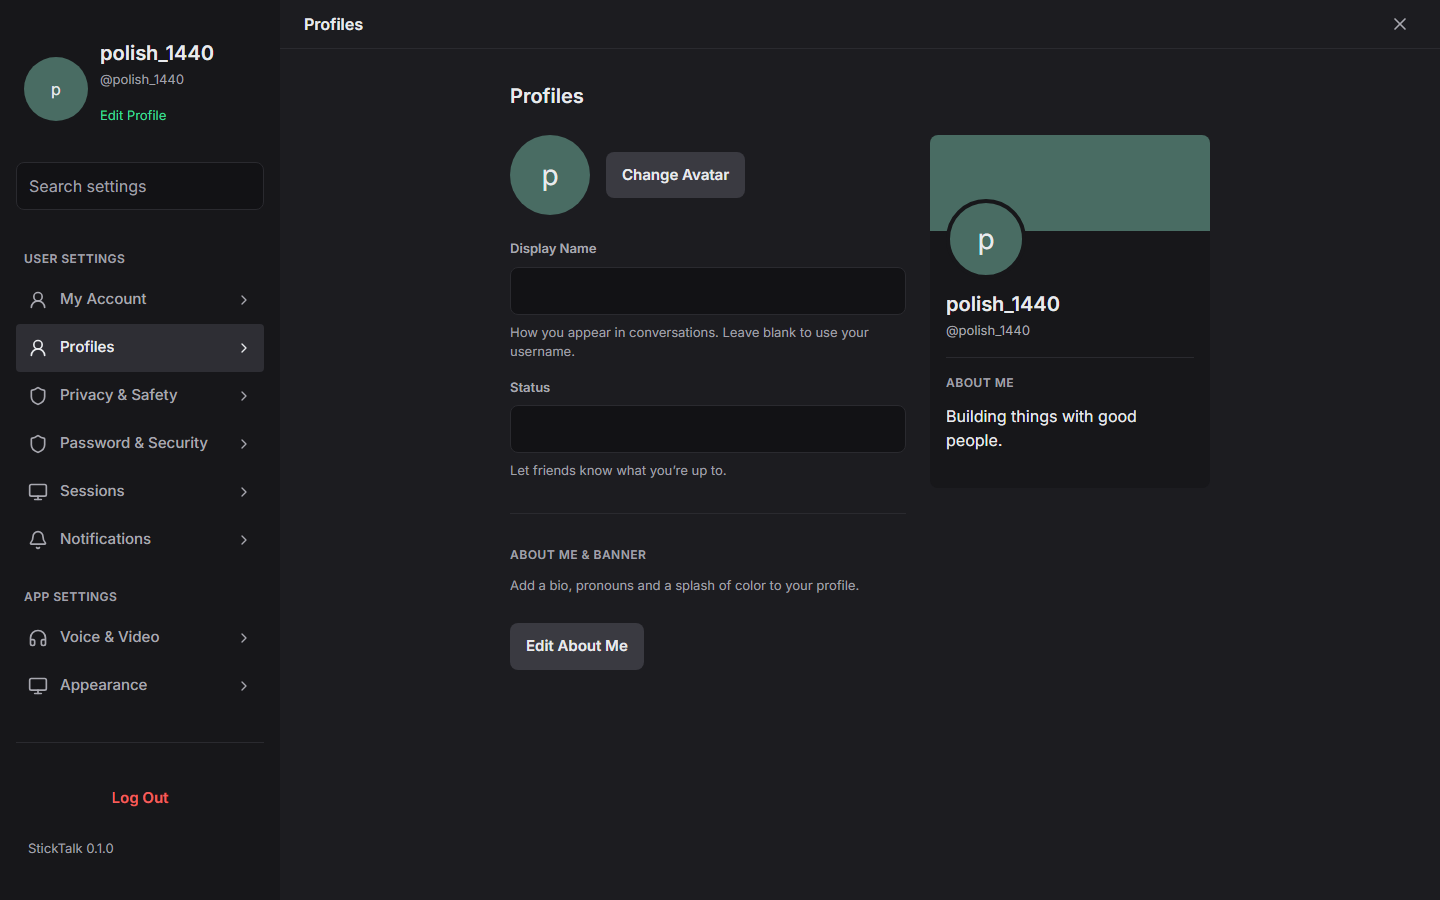 polish_1440
@polish_1440
p
Edit Profile
Search settings
USER SETTINGS
My Account
Profiles
Privacy & Safety
Password & Security
Sessions
Notifications
APP SETTINGS
Voice & Video
Appearance
Log Out
StickTalk 0.1.0
Profiles
Profiles
p
Change Avatar
Display Name
How you appear in conversations. Leave blank to use your
username.
Status
Let friends know what you’re up to.
ABOUT ME & BANNER
Add a bio, pronouns and a splash of color to your profile.
Edit About Me
p
polish_1440
@polish_1440
ABOUT ME
Building things with good
people.